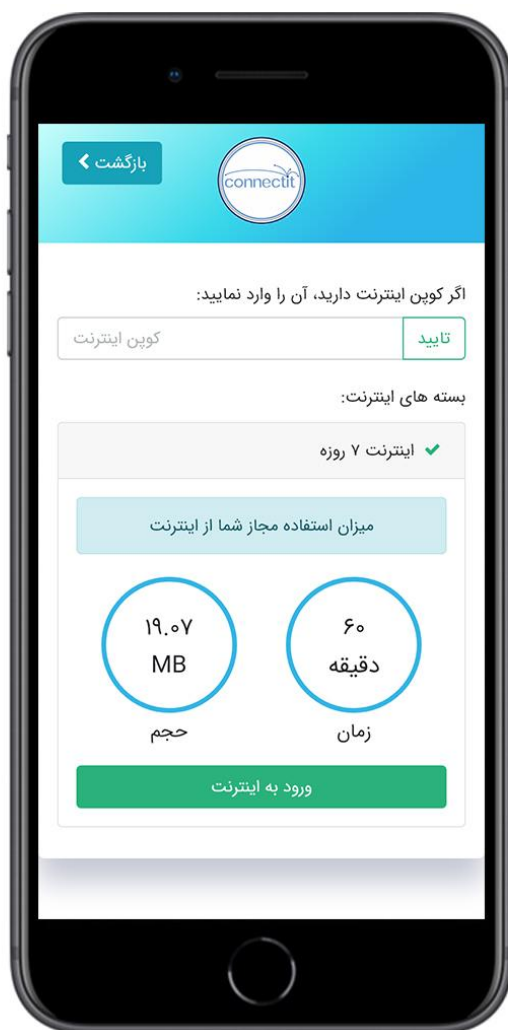 بازگشت
connectit
اگر کوپن اینترنت دارید، آن را وارد نمایید:
تایید
کوپن اینترنت
بسته های اینترنت:
اینترنت ۷ روزه
میزان استفاده مجاز شما از اینترنت
۶۰
دقیقه
زمان
۱۹.۰۷
MB
حجم
ورود به اینترنت